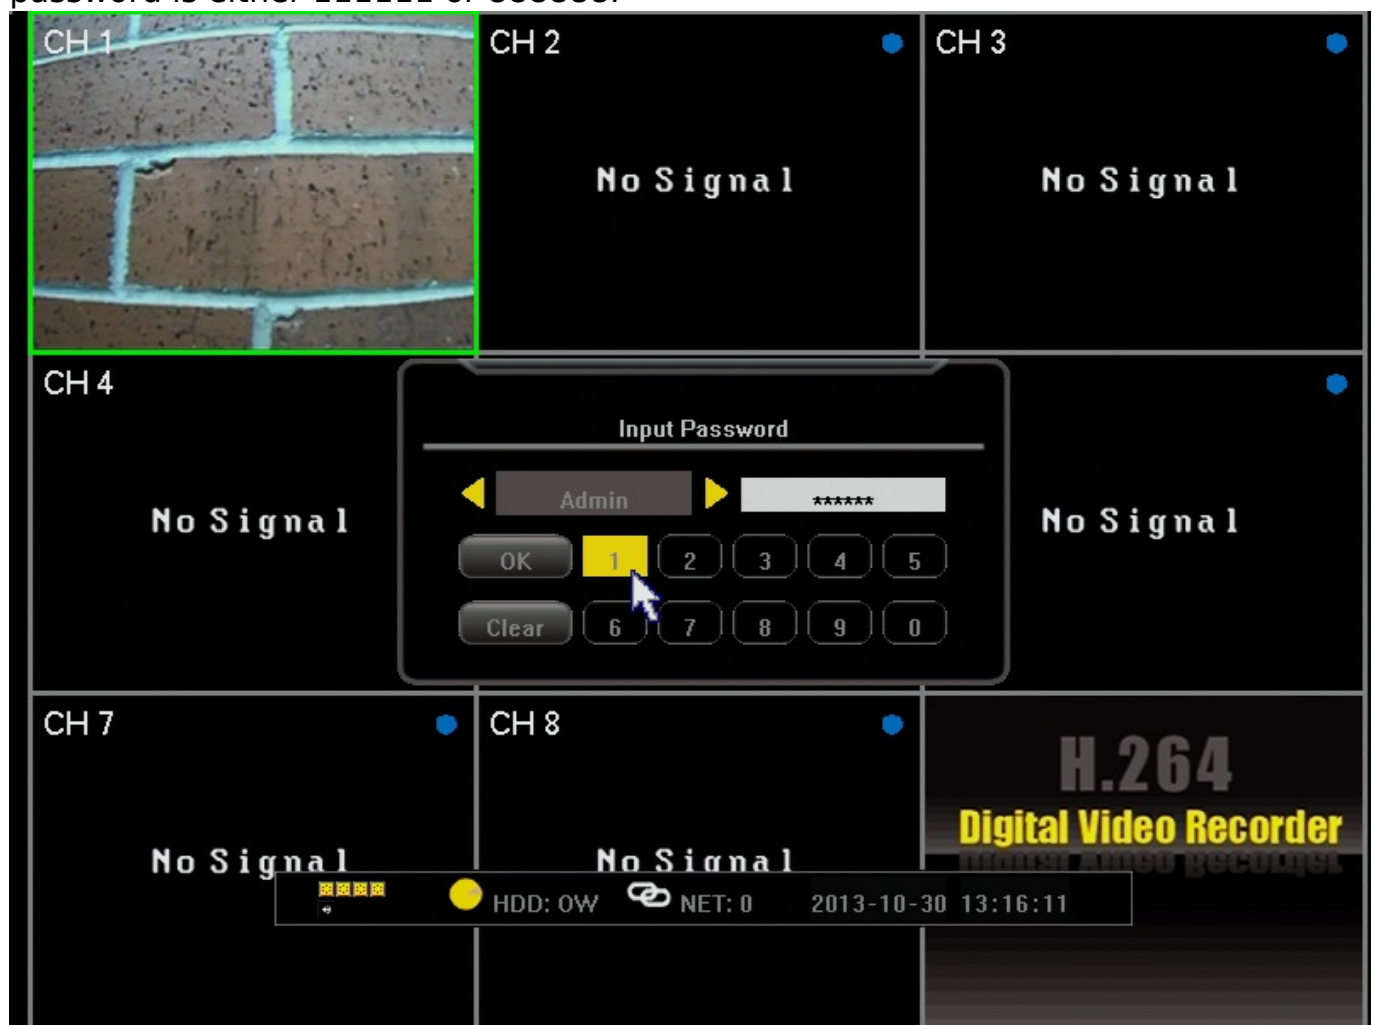 CH 1
CH 2
CH 3
No Signal
No Signal
CH 4
Input Password
Admin
******
No Signal
No Signal
OK
1
2
3
4
5
Clear
6
7
8
9
0
CH 7
CH 8
H.264
Digital Video Recorder
No Signal
No Signal
HDD: OW
NET: 0
2013-10-30 13:16:11